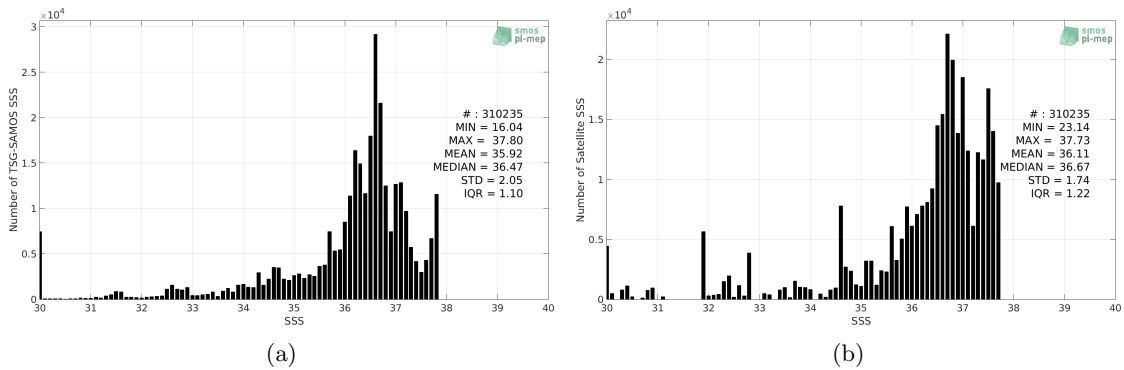 ×10⁴
3
2.5
2
1.5
1
0.5
0
Number of TSG-SAMOS SSS
30 31 32 33 34 35 36 37 38 39 40
SSS
smos
pi-mep
# : 310235
MIN = 16.04
MAX = 37.80
MEAN = 35.92
MEDIAN = 36.47
STD = 2.05
IQR = 1.10
(a)
×10⁴
2
1.5
1
0.5
0
Number of Satellite SSS
30 31 32 33 34 35 36 37 38 39 40
SSS
smos
pi-mep
# : 310235
MIN = 23.14
MAX = 37.73
MEAN = 36.11
MEDIAN = 36.67
STD = 1.74
IQR = 1.22
(b)